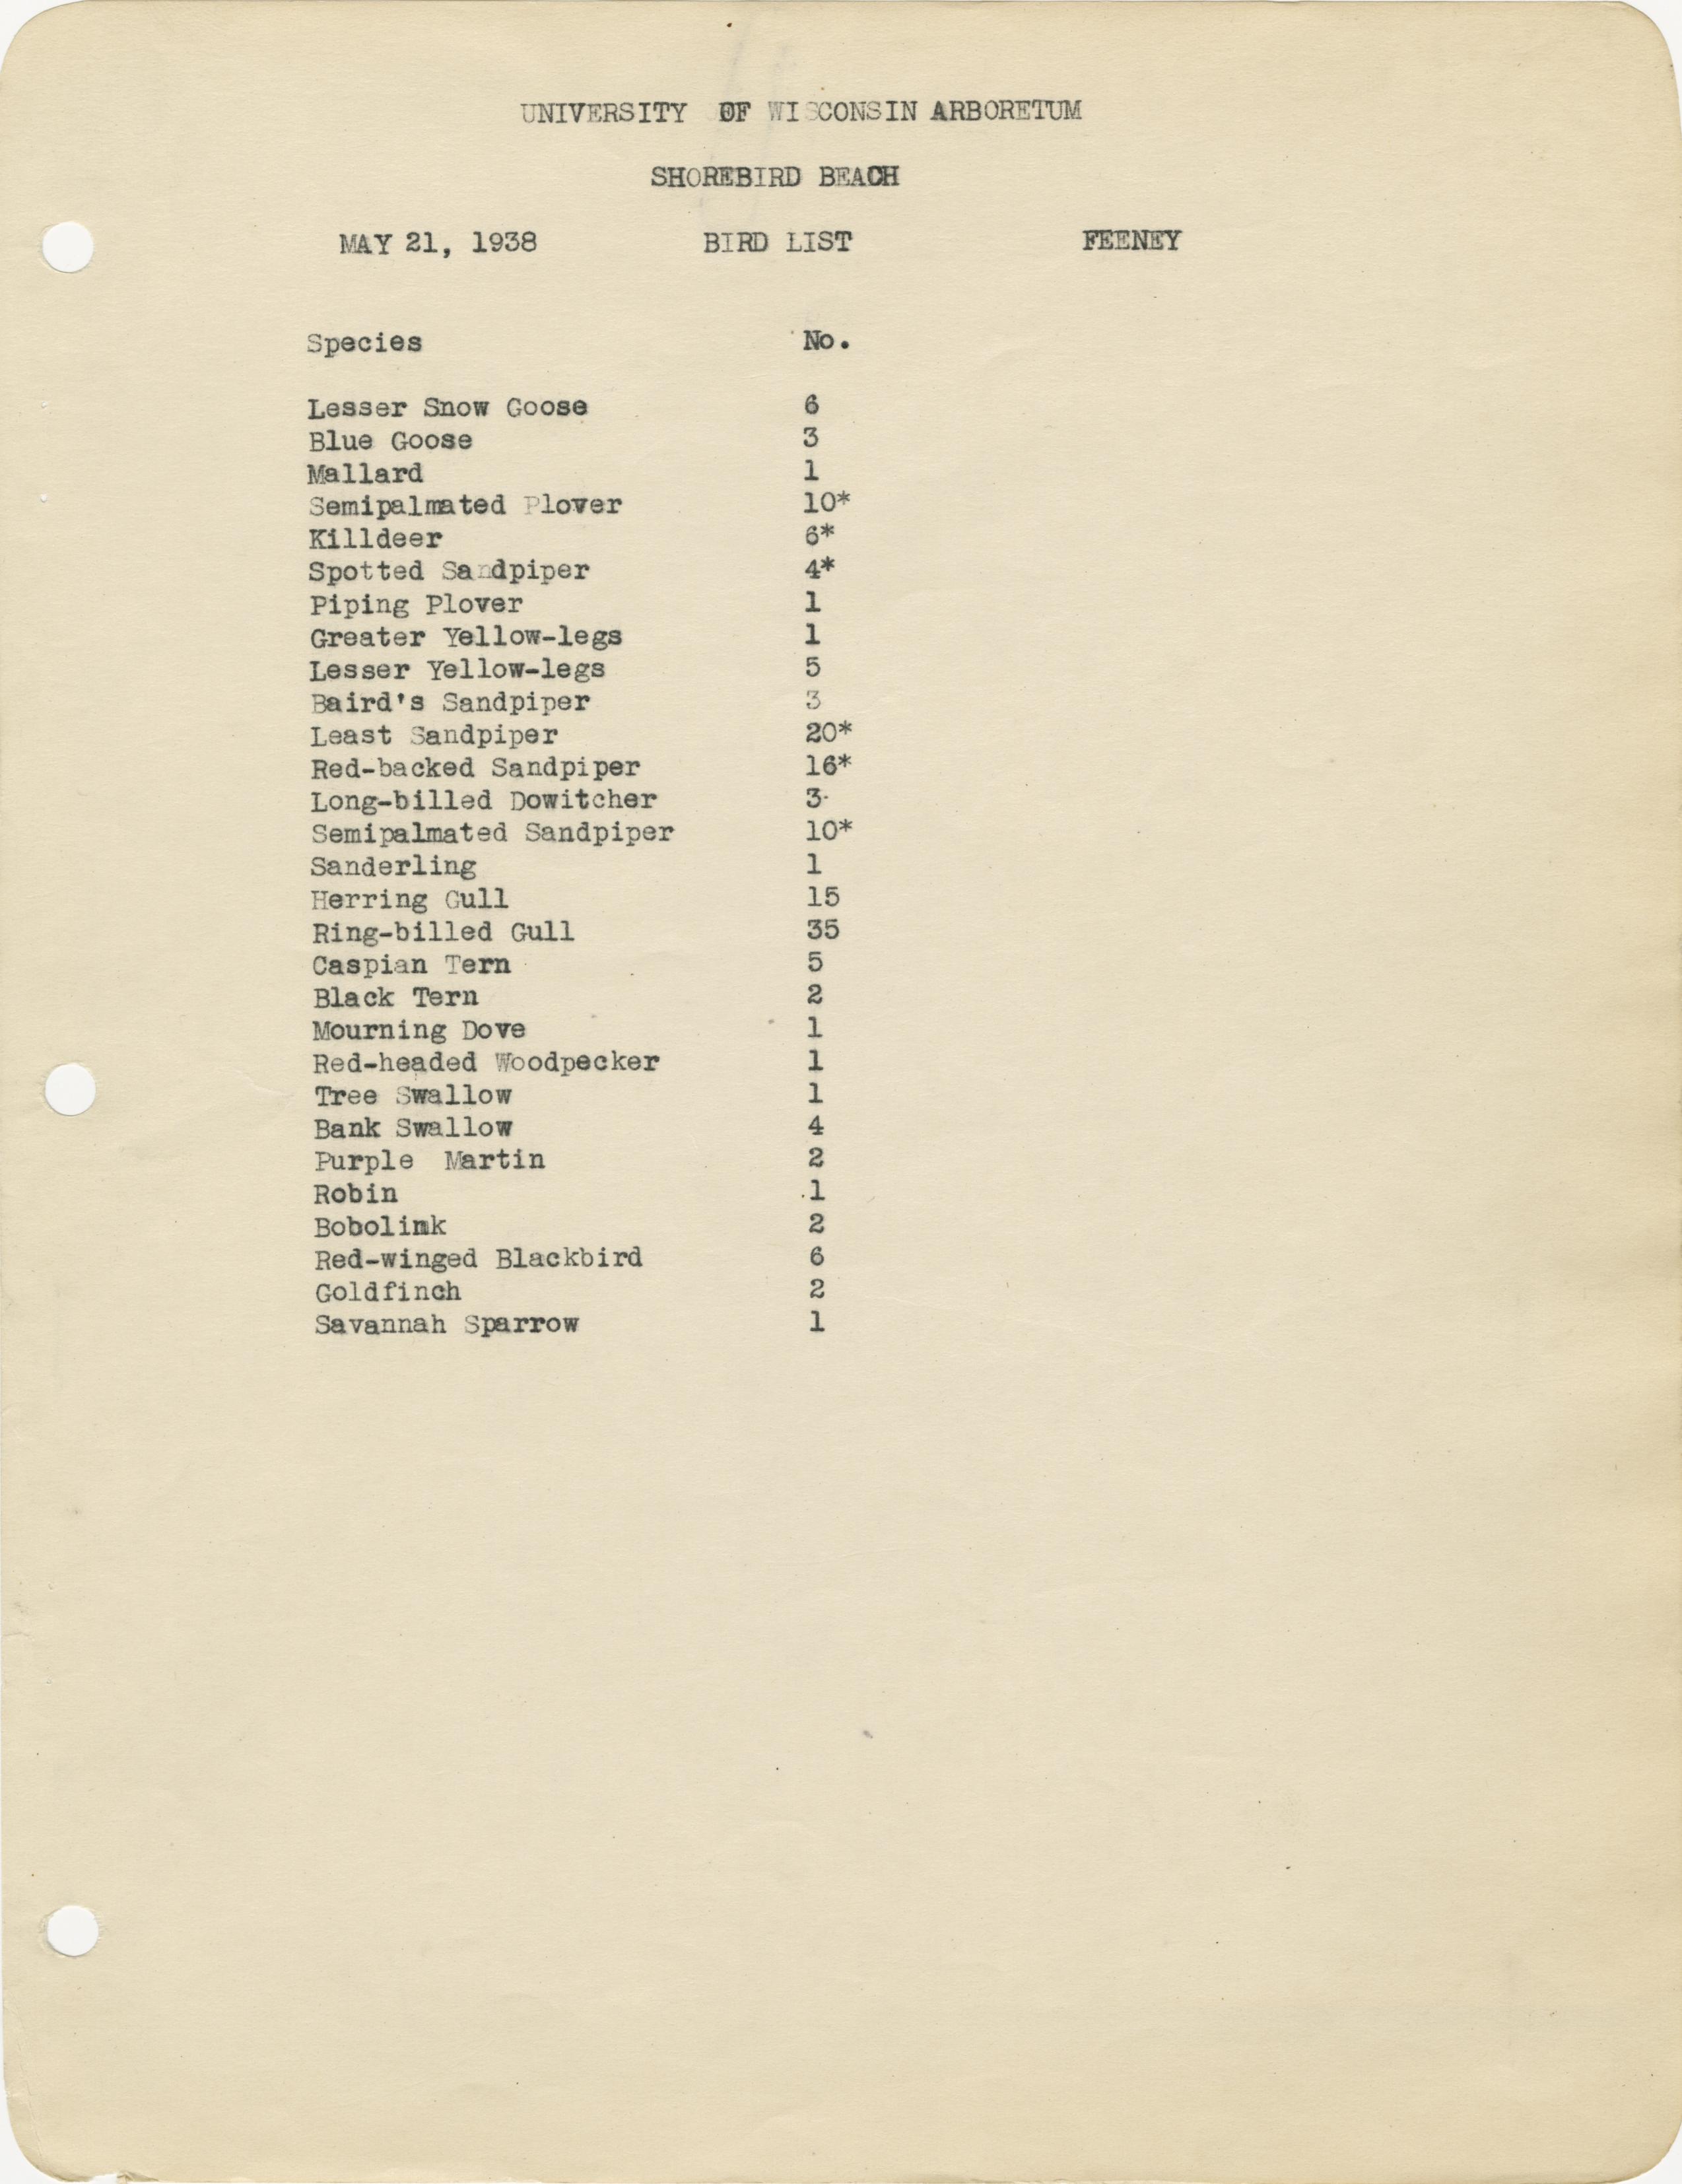 UNIVERSITY OF WISCONSIN ARBORETUM
SHOREBIRD BEACH
MAY 21, 1938 BIRD LIST FEENEY
Species No.
Lesser Snow Goose 6
Blue Goose 3
Mallard 1
Semipalmated Plover 10*
Killdeer 6*
Spotted Sandpiper 4*
Piping Plover 1
Greater Yellow-legs 1
Lesser Yellow-legs 5
Baird's Sandpiper 3
Least Sandpiper 20*
Red-backed Sandpiper 16*
Long-billed Dowitcher 3
Semipalmated Sandpiper 10*
Sanderling 1
Herring Gull 15
Ring-billed Gull 35
Caspian Tern 5
Black Tern 2
Mourning Dove 1
Red-headed Woodpecker 1
Tree Swallow 1
Bank Swallow 4
Purple Martin 2
Robin 1
Bobolink 2
Red-winged Blackbird 6
Goldfinch 2
Savannah Sparrow 1